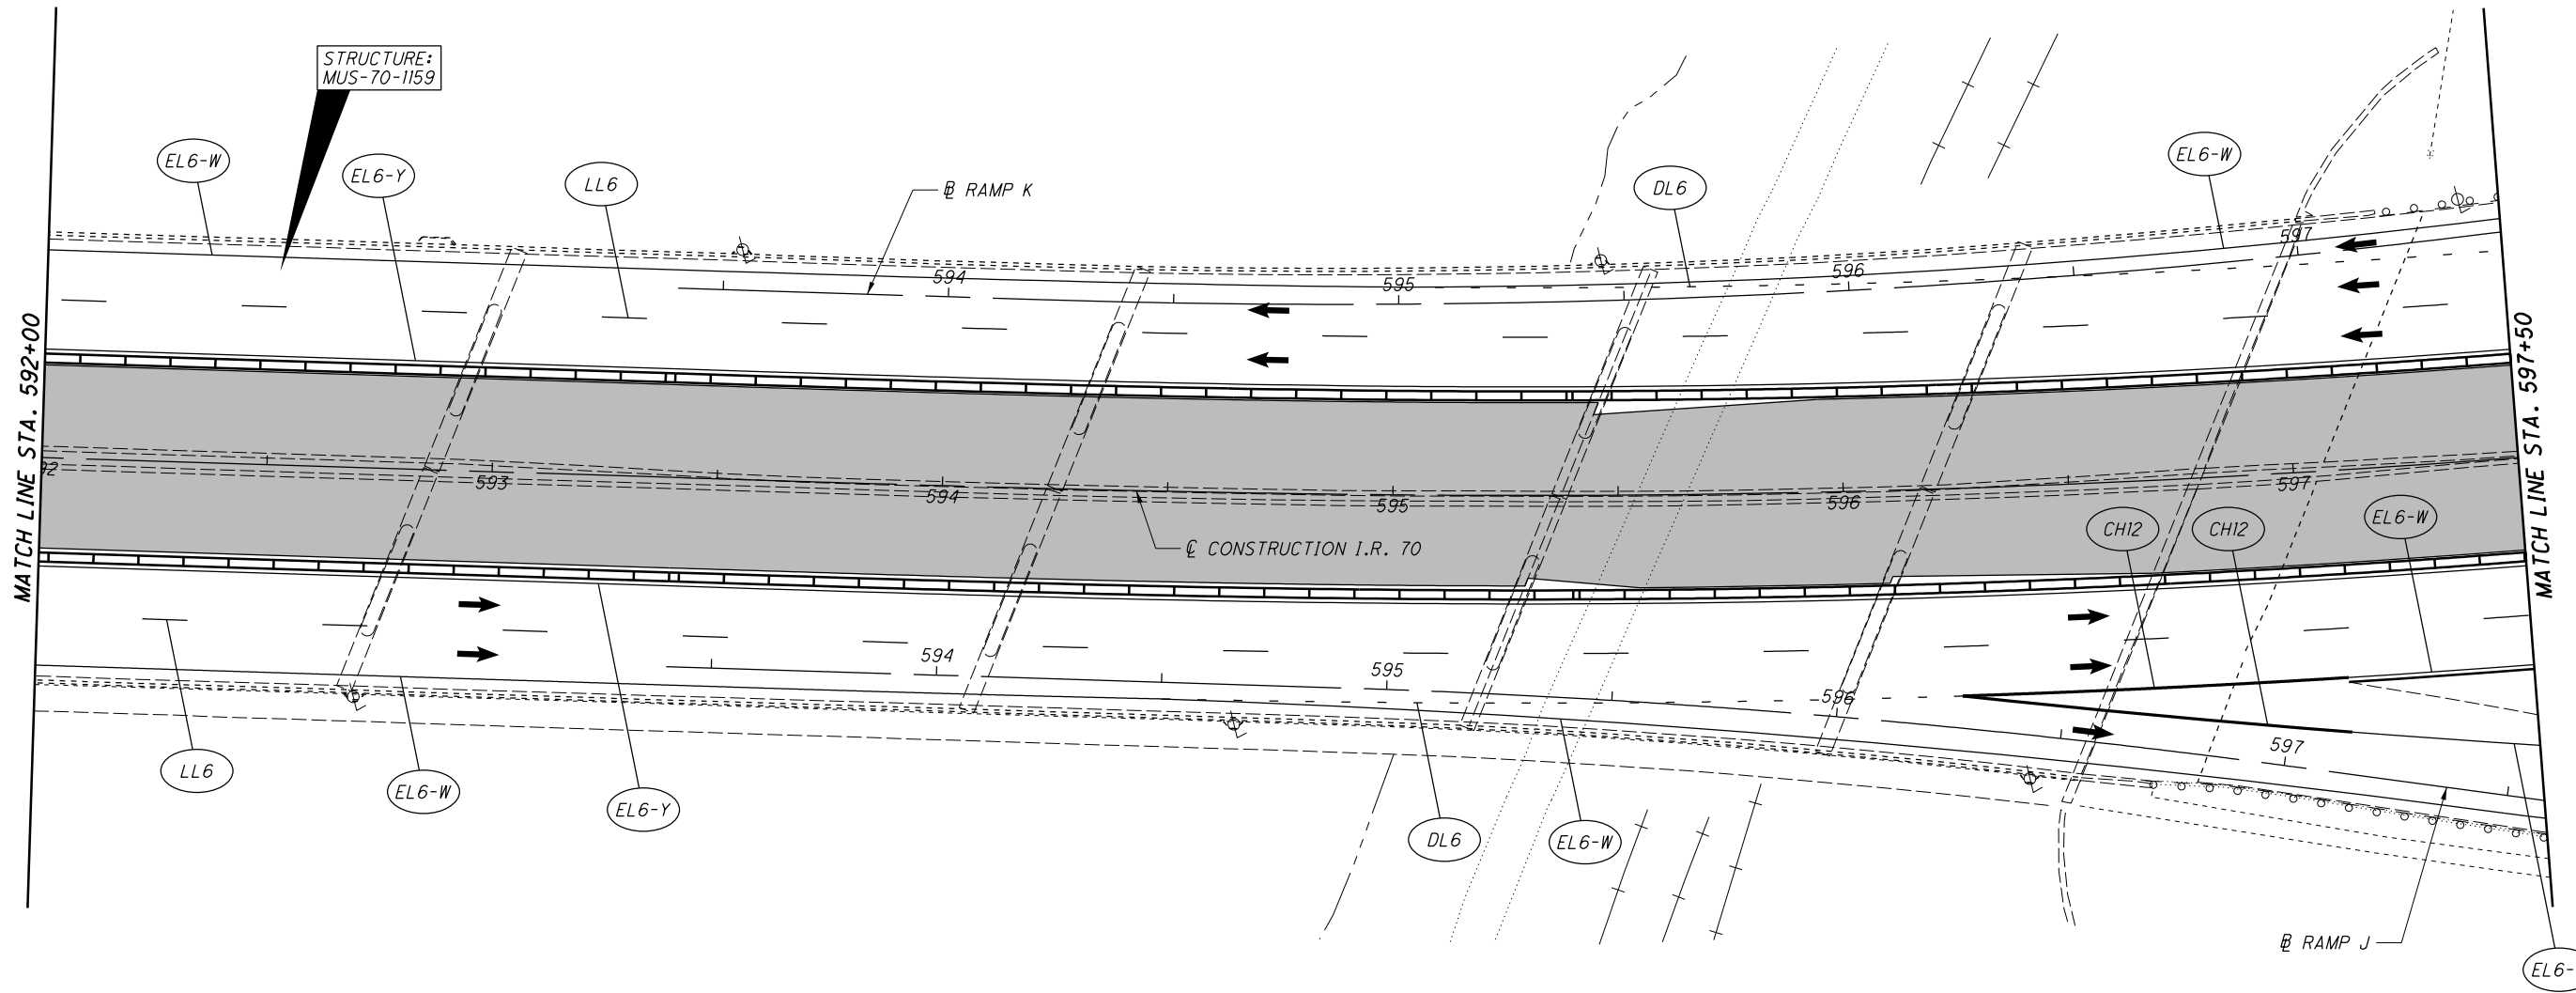 STRUCTURE:
MUS-70-1159
EL6-W
EL6-Y
LL6
℄ RAMP K
DL6
EL6-W
594
595
596
597
MATCH LINE STA. 592+00
MATCH LINE STA. 597+50
593
594
595
596
597
℄ CONSTRUCTION I.R. 70
CH12
CH12
EL6-W
594
595
596
597
LL6
EL6-W
EL6-Y
DL6
EL6-W
RAMP J
EL6-